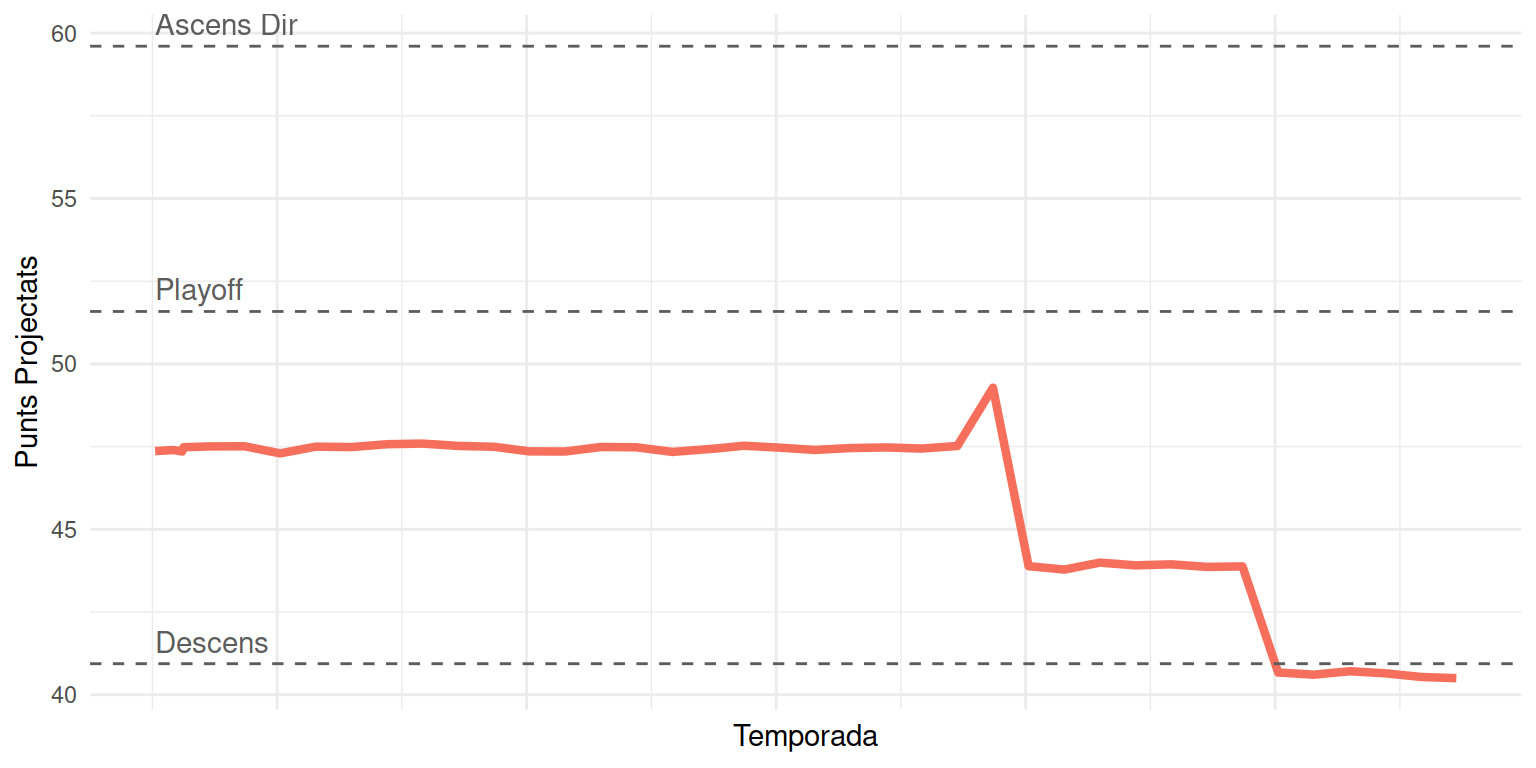 Ascens Dir
60
55
Playoff
50
45
Descens
40
Punts Projectats
Temporada